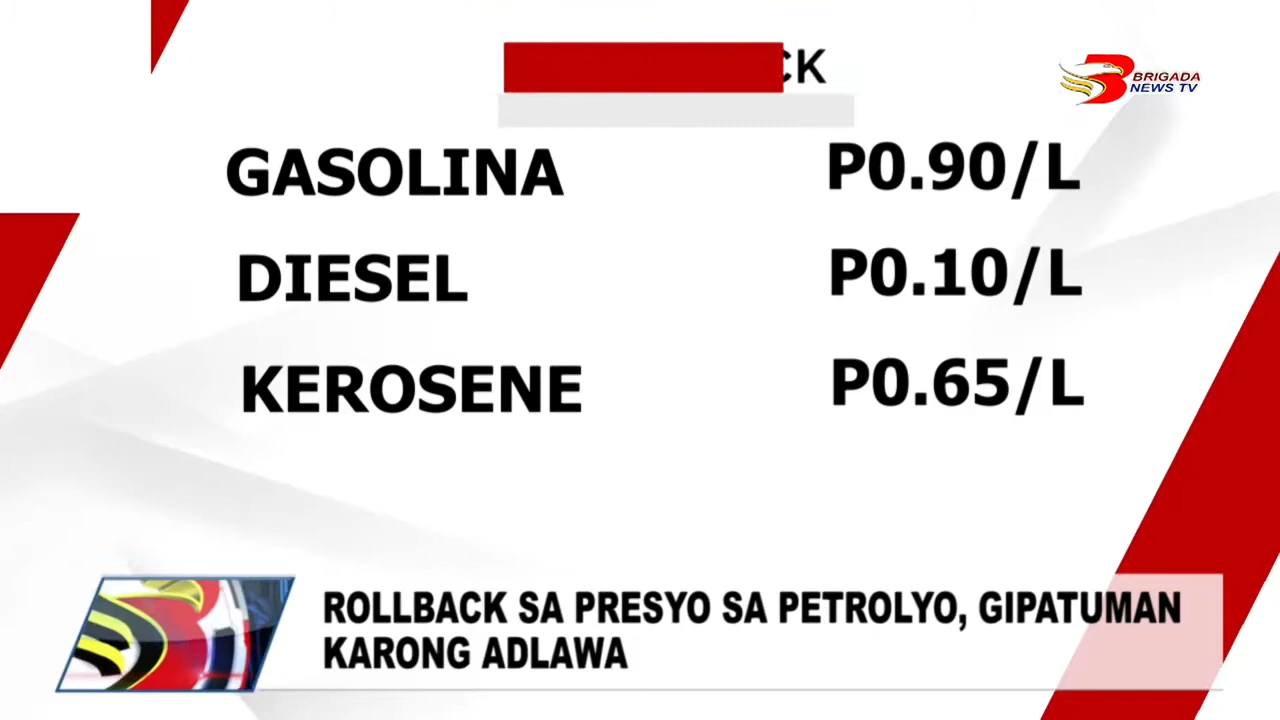 BRIGADA
NEWS TV
GASOLINA P0.90/L
DIESEL P0.10/L
KEROSENE P0.65/L
ROLLBACK SA PRESYO SA PETROLYO, GIPATUMAN
KARONG ADLAWA